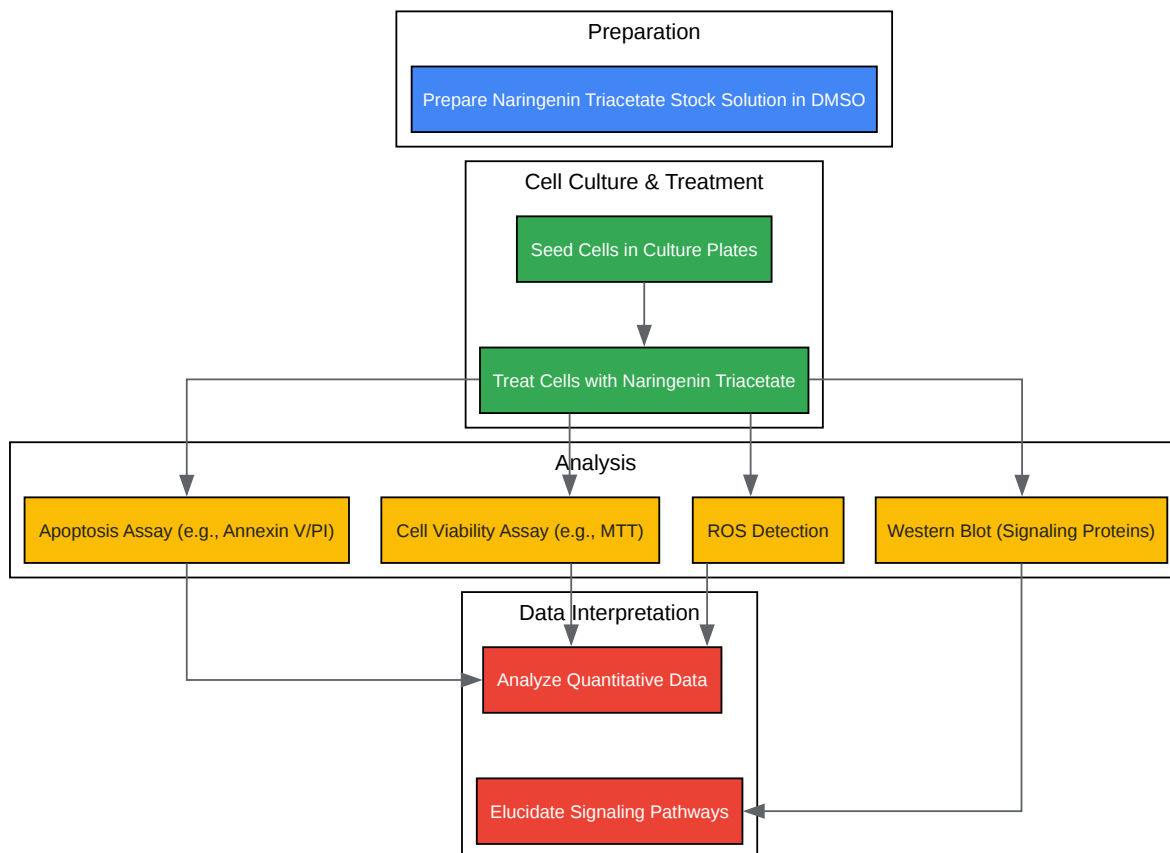 Preparation
Prepare Naringenin Triacetate Stock Solution in DMSO
Cell Culture & Treatment
Seed Cells in Culture Plates
Treat Cells with Naringenin Triacetate
Analysis
Apoptosis Assay (e.g., Annexin V/PI)
Cell Viability Assay (e.g., MTT)
ROS Detection
Western Blot (Signaling Proteins)
Data Interpretation
Analyze Quantitative Data
Elucidate Signaling Pathways